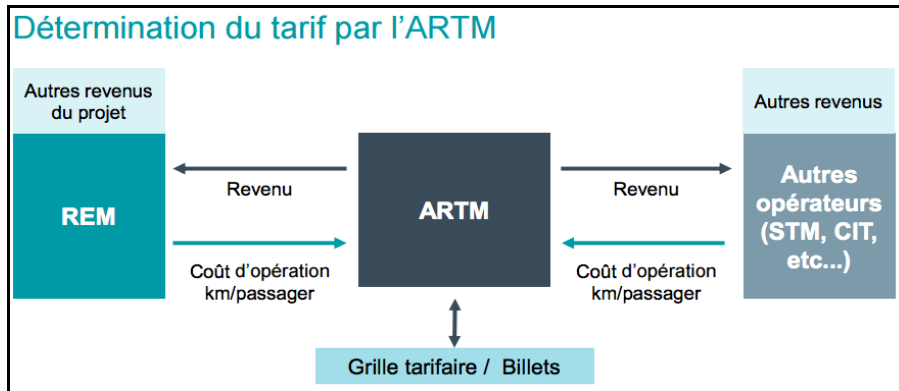 Détermination du tarif par l'ARTM
Autres revenus
du projet
REM
Revenu
Coût d'opération
km/passager
ARTM
Revenu
Coût d'opération
km/passager
Autres revenus
Autres
opérateurs
(STM, CIT,
etc...)
Grille tarifaire / Billets